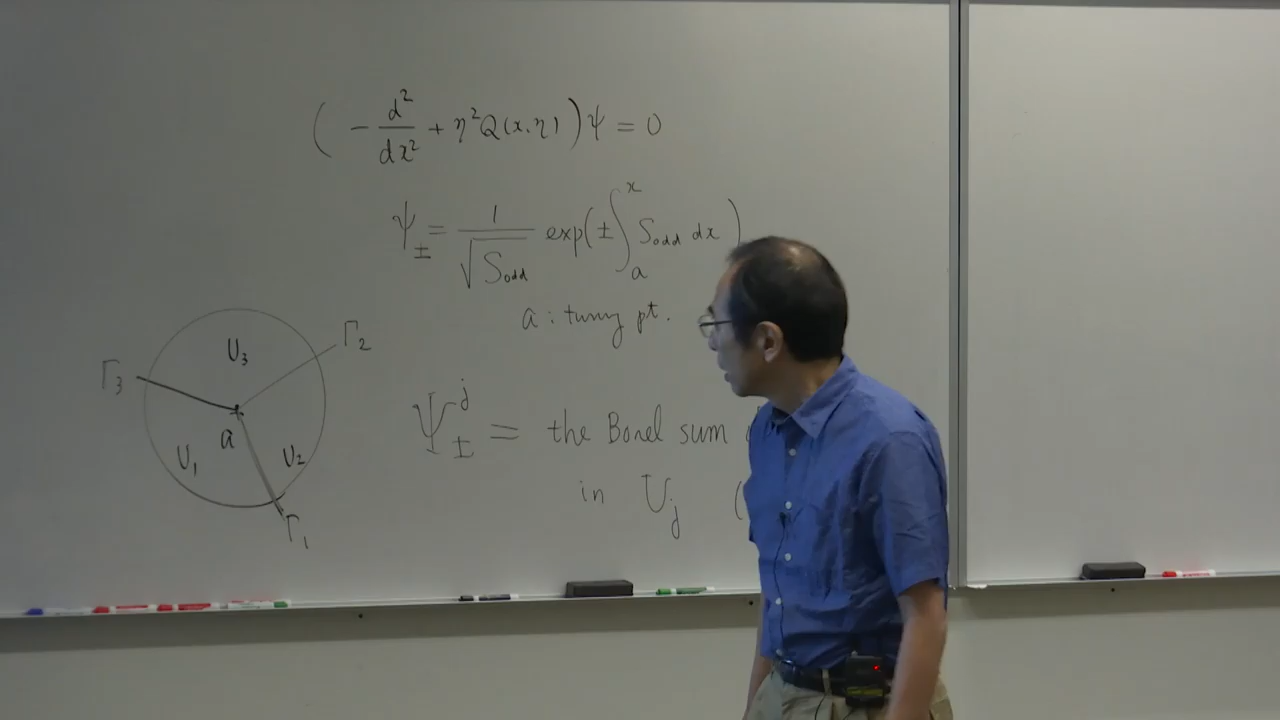 ( - d²/dx² + η²Q(x,η) ) ψ = 0
ψ± = 1/√S_odd exp(± ∫_a^x S_odd dx)
a : turning pt.
Γ₃
U₃
Γ₂
a
U₁
U₂
Γ₁
Ψ±^j = the Borel sum
in U_j (